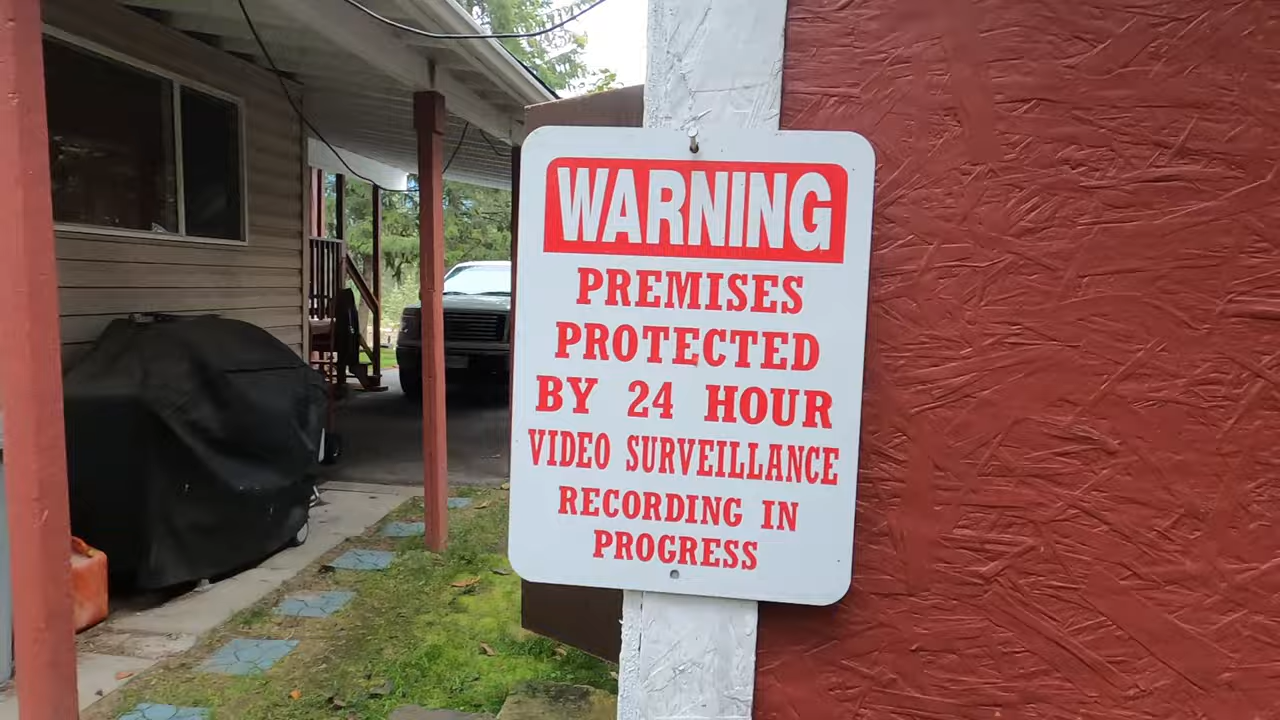 WARNING
PREMISES
PROTECTED
BY 24 HOUR
VIDEO SURVEILLANCE
RECORDING IN
PROGRESS